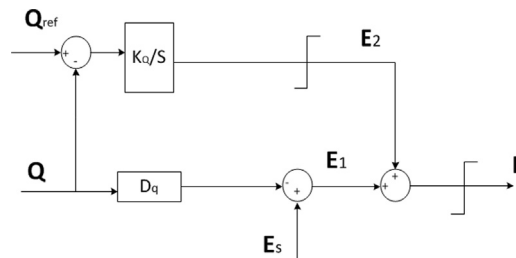 Qref
+
-
KQ/S
E2
Q
Dq
-
+
E1
+
+
Es